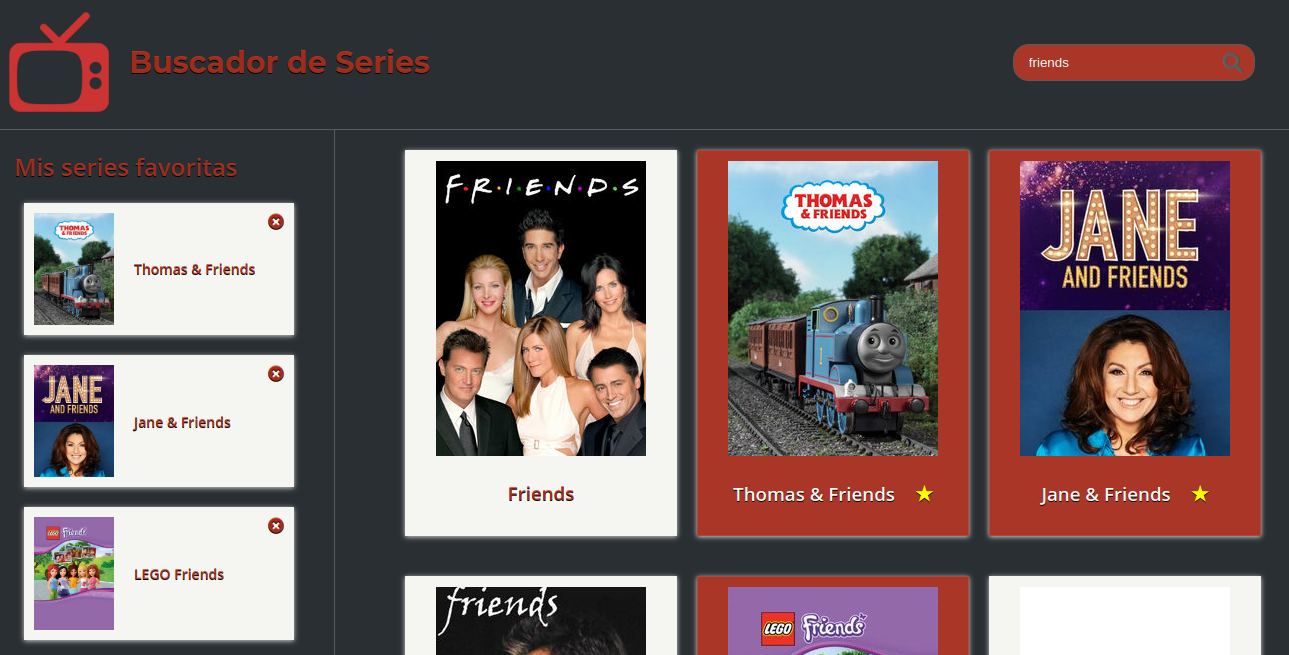 Buscador de Series
friends
Mis series favoritas
THOMAS
& FRIENDS
Thomas & Friends
JANE
AND FRIENDS
Jane & Friends
LEGO Friends
LEGO Friends
F·R·I·E·N·D·S
Friends
THOMAS
& FRIENDS
Thomas & Friends
JANE
AND FRIENDS
Jane & Friends
friends
LEGO Friends